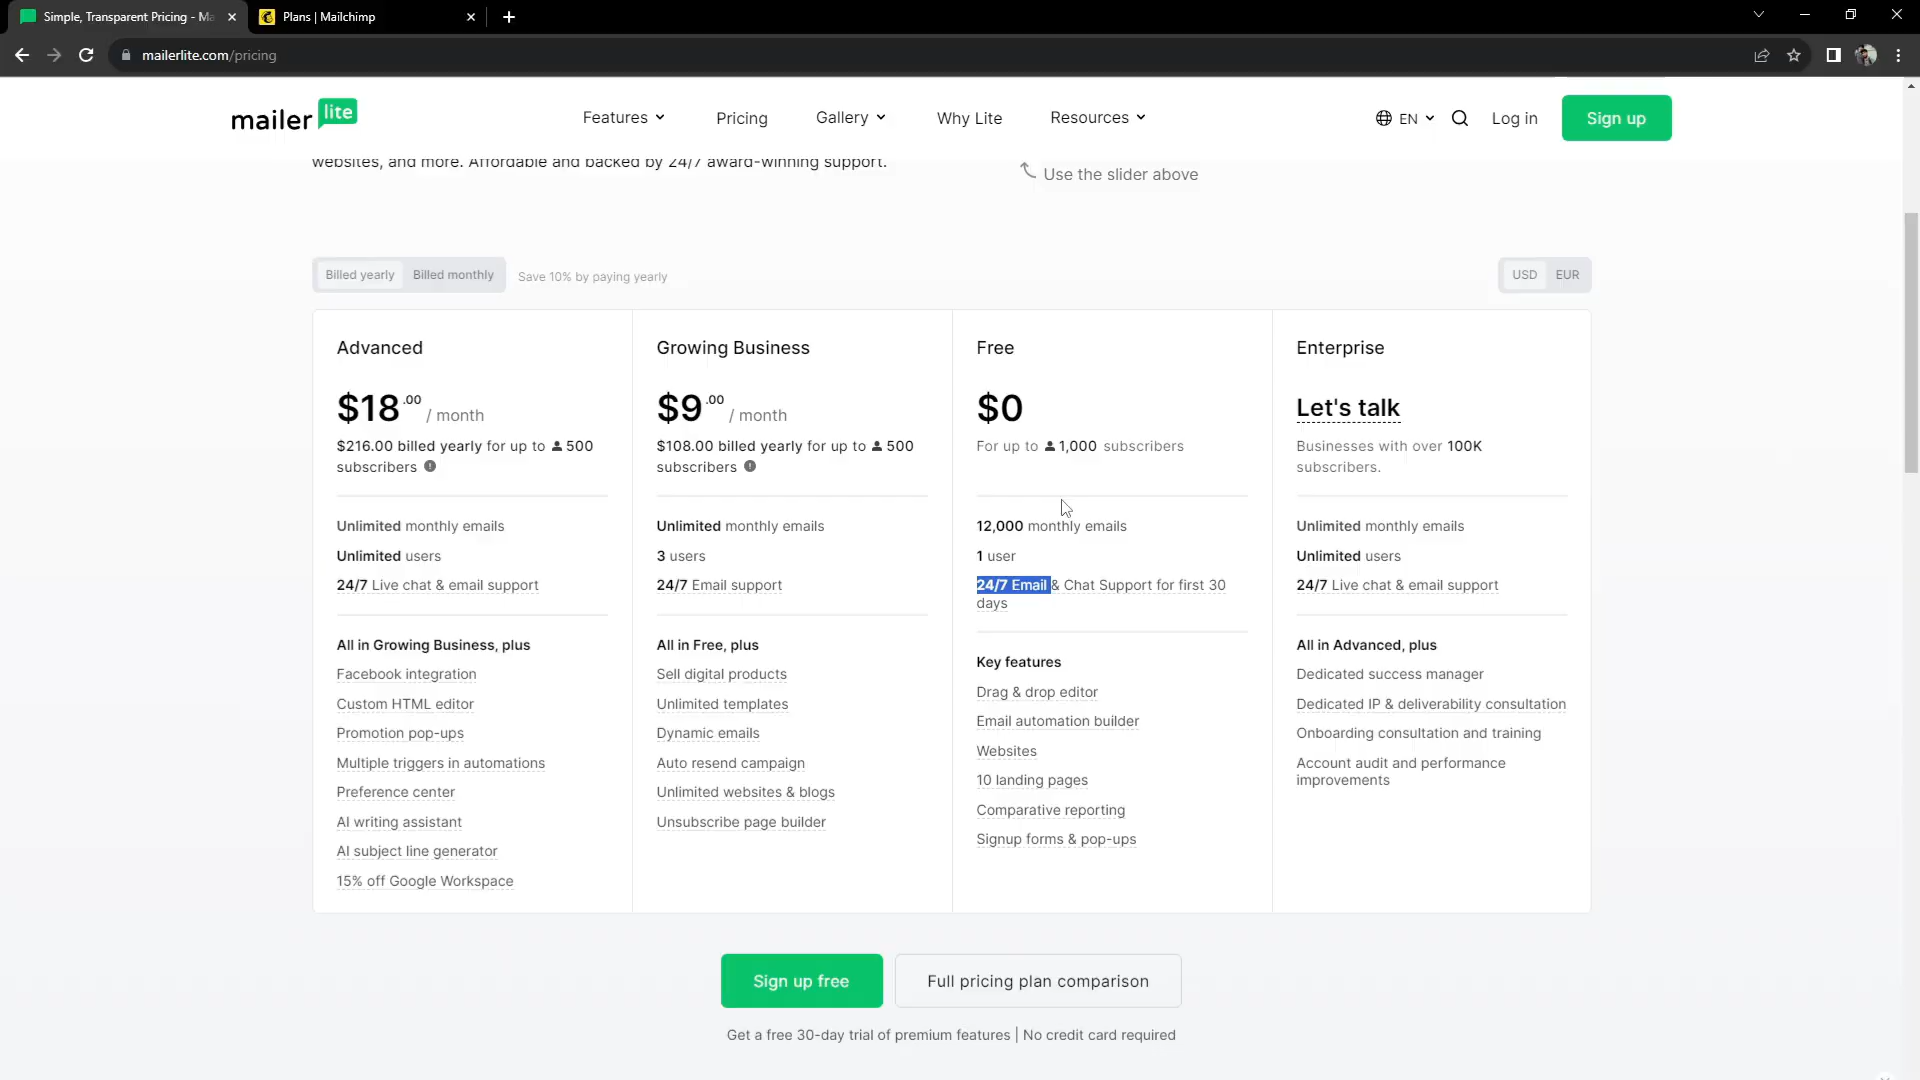 Simple, Transparent Pricing - Ma
Plans | Mailchimp
mailerlite.com/pricing
mailer lite
Features
Pricing
Gallery
Why Lite
Resources
EN
Log in
Sign up
websites, and more. Affordable and backed by 24/7 award-winning support.
Use the slider above
Billed yearly
Billed monthly
Save 10% by paying yearly
USD
EUR
Advanced
$18.00 / month
$216.00 billed yearly for up to 500
subscribers
Unlimited monthly emails
Unlimited users
24/7 Live chat & email support
All in Growing Business, plus
Facebook integration
Custom HTML editor
Promotion pop-ups
Multiple triggers in automations
Preference center
AI writing assistant
AI subject line generator
15% off Google Workspace
Growing Business
$9.00 / month
$108.00 billed yearly for up to 500
subscribers
Unlimited monthly emails
3 users
24/7 Email support
All in Free, plus
Sell digital products
Unlimited templates
Dynamic emails
Auto resend campaign
Unlimited websites & blogs
Unsubscribe page builder
Free
$0
For up to 1,000 subscribers
12,000 monthly emails
1 user
24/7 Email & Chat Support for first 30
days
Key features
Drag & drop editor
Email automation builder
Websites
10 landing pages
Comparative reporting
Signup forms & pop-ups
Enterprise
Let's talk
Businesses with over 100K
subscribers.
Unlimited monthly emails
Unlimited users
24/7 Live chat & email support
All in Advanced, plus
Dedicated success manager
Dedicated IP & deliverability consultation
Onboarding consultation and training
Account audit and performance
improvements
Sign up free
Full pricing plan comparison
Get a free 30-day trial of premium features | No credit card required